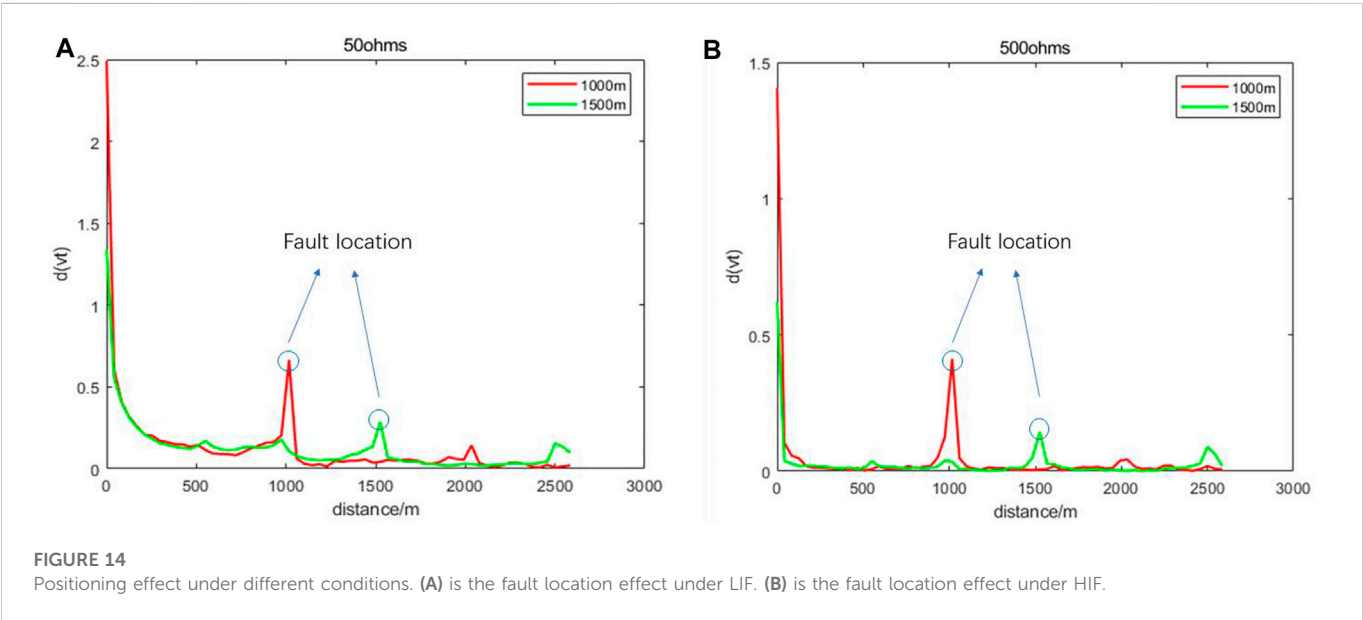 A
50ohms
2.5
2
1.5
1
0.5
0
d(vt)
1000m
1500m
Fault location
0
500
1000
1500
2000
2500
3000
distance/m
B
500ohms
1.5
1
0.5
0
d(vt)
1000m
1500m
Fault location
0
500
1000
1500
2000
2500
3000
distance/m
FIGURE 14
Positioning effect under different conditions. (A) is the fault location effect under LIF. (B) is the fault location effect under HIF.